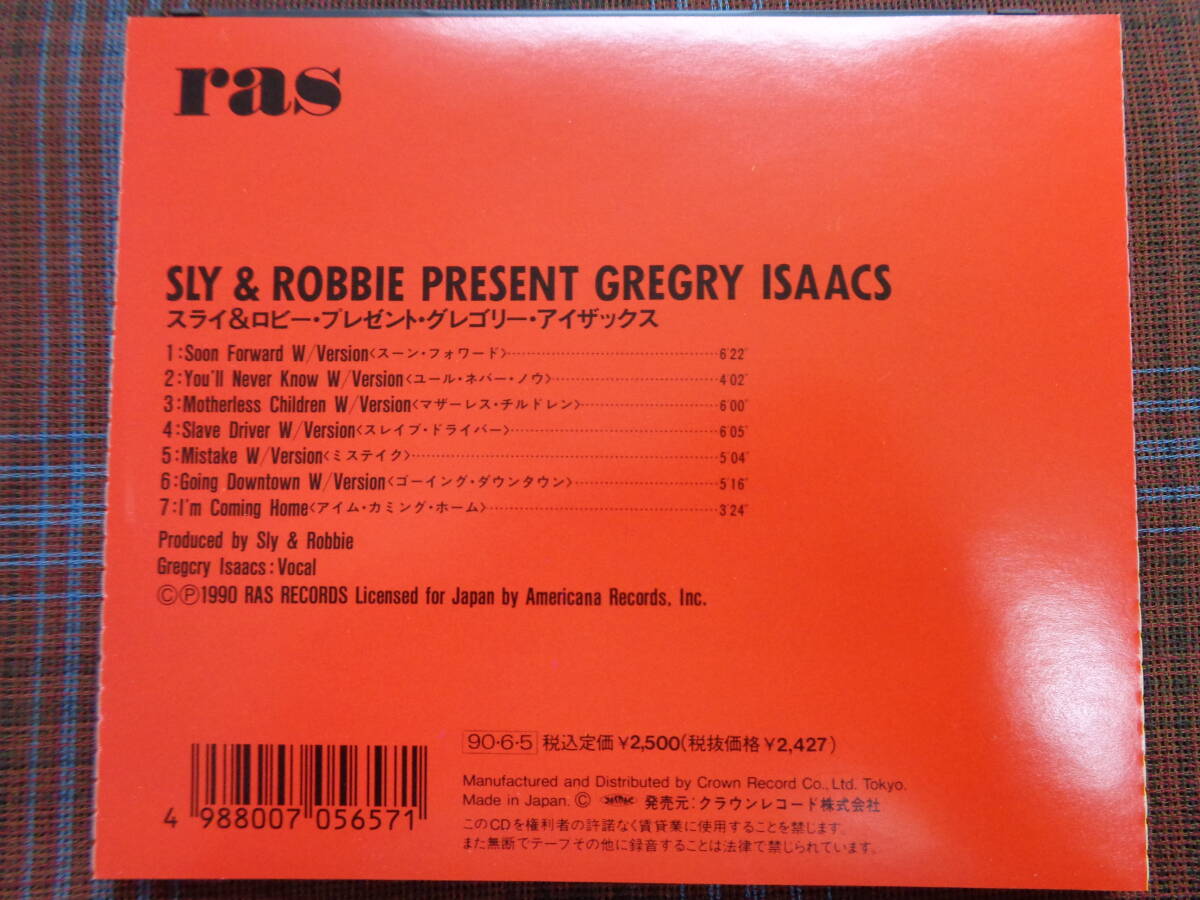 ras
SLY & ROBBIE PRESENT GREGRY ISAACS
スライ&ロビー・プレゼント・グレゴリー・アイザックス
1:Soon Forward W/Version〈スーン・フォワード〉 6'22"
2:You'll Never Know W/Version〈ユール・ネバー・ノウ〉 4'02"
3:Motherless Children W/Version〈マザーレス・チルドレン〉 6'00"
4:Slave Driver W/Version〈スレイブ・ドライバー〉 6'05"
5:Mistake W/Version〈ミステイク〉 5'04"
6:Going Downtown W/Version〈ゴーイング・ダウンタウン〉 5'16"
7:I'm Coming Home〈アイム・カミング・ホーム〉 3'24"
Produced by Sly & Robbie
Gregcry Isaacs:Vocal
ⒸⓅ1990 RAS RECORDS Licensed for Japan by Americana Records, Inc.
90・6・5 税込定価¥2,500(税抜価格¥2,427)
Manufactured and Distributed by Crown Record Co., Ltd. Tokyo.
Made in Japan. Ⓒ 発売元:クラウンレコード株式会社
このCDを権利者の許諾なく賃貸業に使用することを禁じます。
また無断でテープその他に録音することは法律で禁じられています。
4 988007 056571